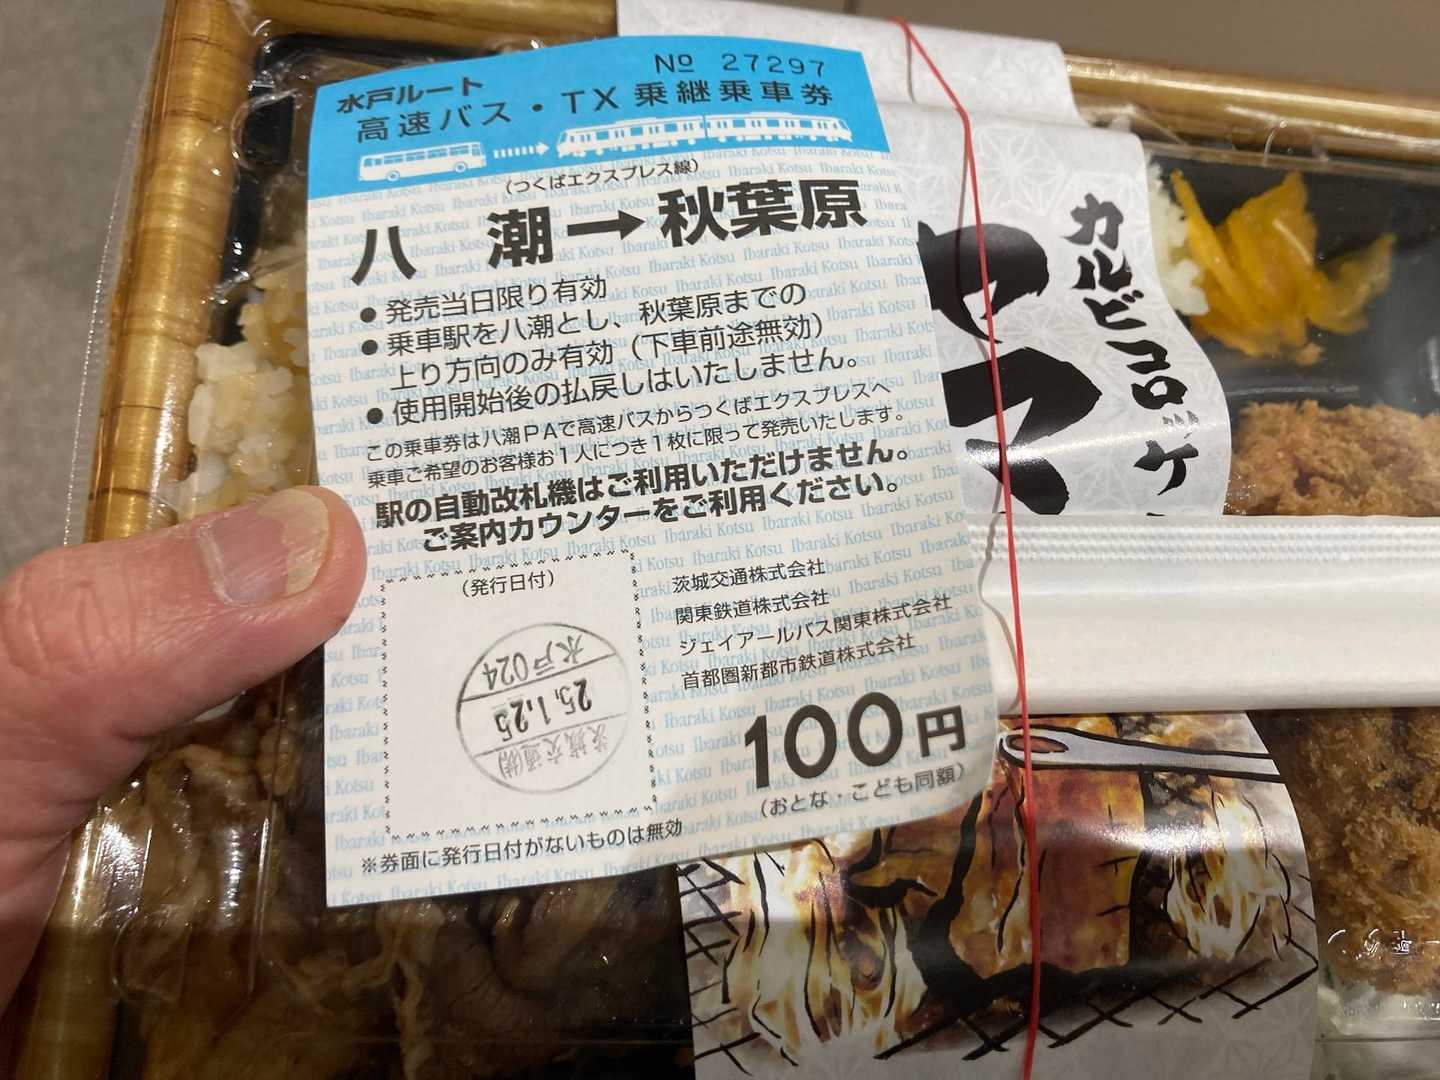 No 27297
水戸ルート
高速バス・TX乗継乗車券
(つくばエクスプレス線)
八 潮→秋葉原
●発売当日限り有効
●乗車駅を八潮とし、秋葉原までの
上り方向のみ有効(下車前途無効)
●使用開始後の払戻しはいたしません。
この乗車券は八潮PAで高速バスからつくばエクスプレスへ
乗車ご希望のお客様お1人につき1枚に限って発売いたします。
駅の自動改札機はご利用いただけません。
ご案内カウンターをご利用ください。
(発行日付)
水戸024
25.1.25
茨城交通(株)
茨城交通株式会社
関東鉄道株式会社
ジェイアールバス関東株式会社
首都圏新都市鉄道株式会社
100円
(おとな・こども同額)
※券面に発行日付がないものは無効
Ibaraki Kotsu
カルビコロッケ